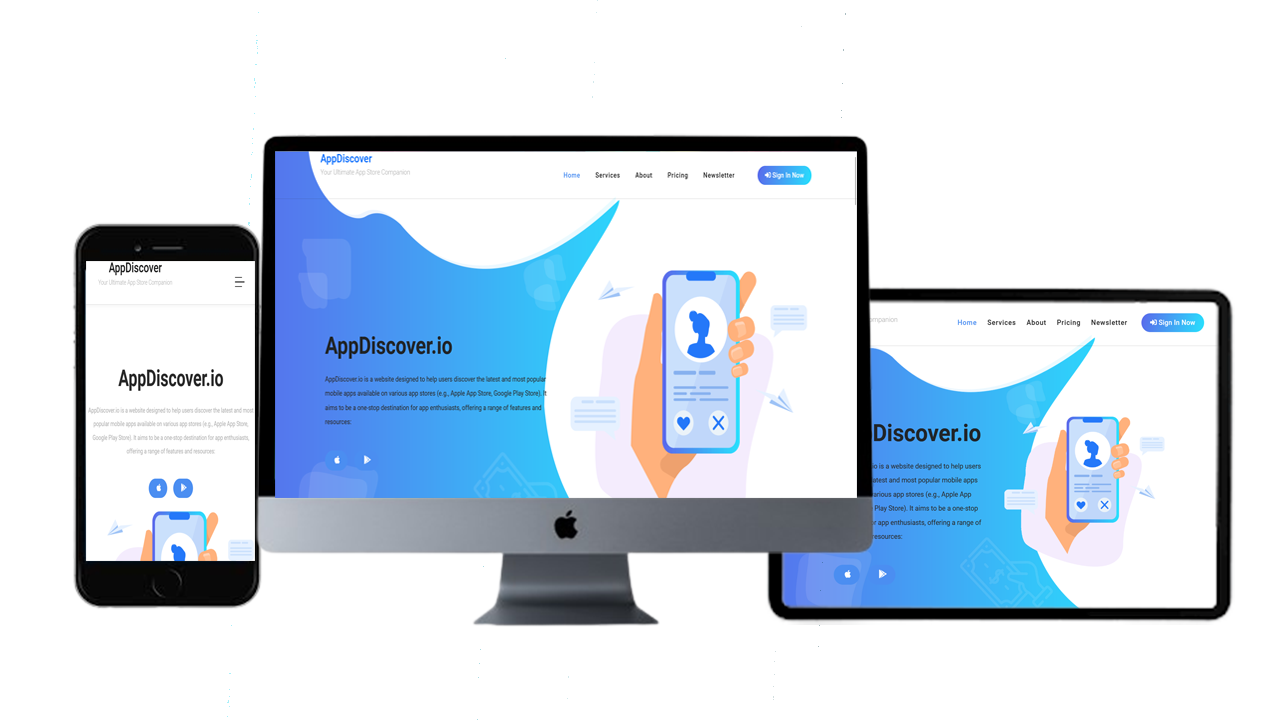 AppDiscover
Your Ultimate App Store Companion
AppDiscover.io
AppDiscover.io is a website designed to help users discover the latest and most
popular mobile apps available on various app stores (e.g., Apple App Store,
Google Play Store). It aims to be a one-stop destination for app enthusiasts,
offering a range of features and resources:
AppDiscover
Your Ultimate App Store Companion
Home Services About Pricing Newsletter Sign In Now
AppDiscover.io
AppDiscover.io is a website designed to help users discover the latest and most popular
mobile apps available on various app stores (e.g., Apple App Store, Google Play Store). It
aims to be a one-stop destination for app enthusiasts, offering a range of features and
resources:
mpanion
Home Services About Pricing Newsletter Sign In Now
Discover.io
io is a website designed to help users
latest and most popular mobile apps
various app stores (e.g., Apple App
Play Store). It aims to be a one-stop
or app enthusiasts, offering a range of
resources: